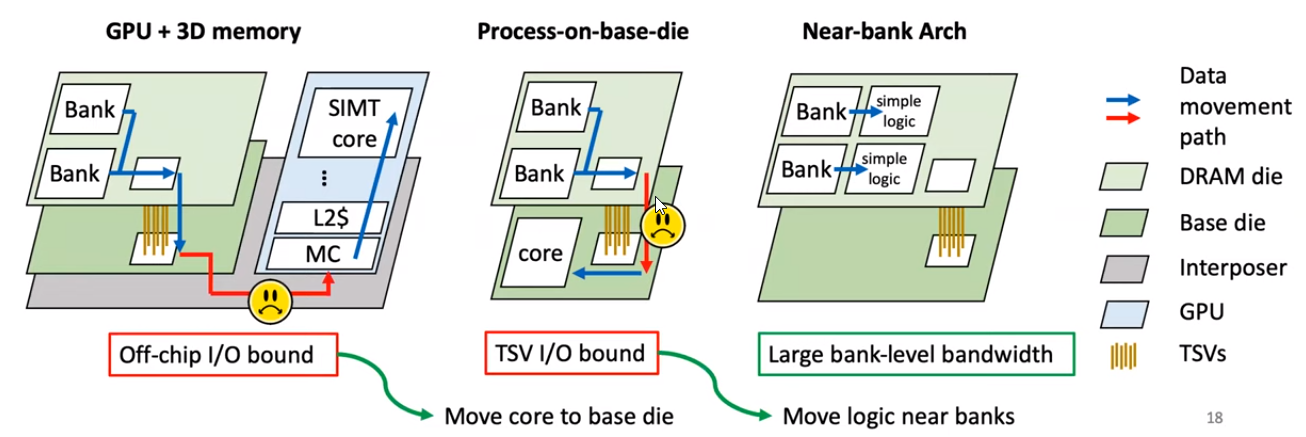 GPU + 3D memory
Process-on-base-die
Near-bank Arch
Bank
Bank
SIMT
core
⋮
L2$
MC
Bank
Bank
core
Bank
simple
logic
Bank
simple
logic
Data
movement
path
DRAM die
Base die
Interposer
GPU
TSVs
Off-chip I/O bound
TSV I/O bound
Large bank-level bandwidth
Move core to base die
Move logic near banks
18